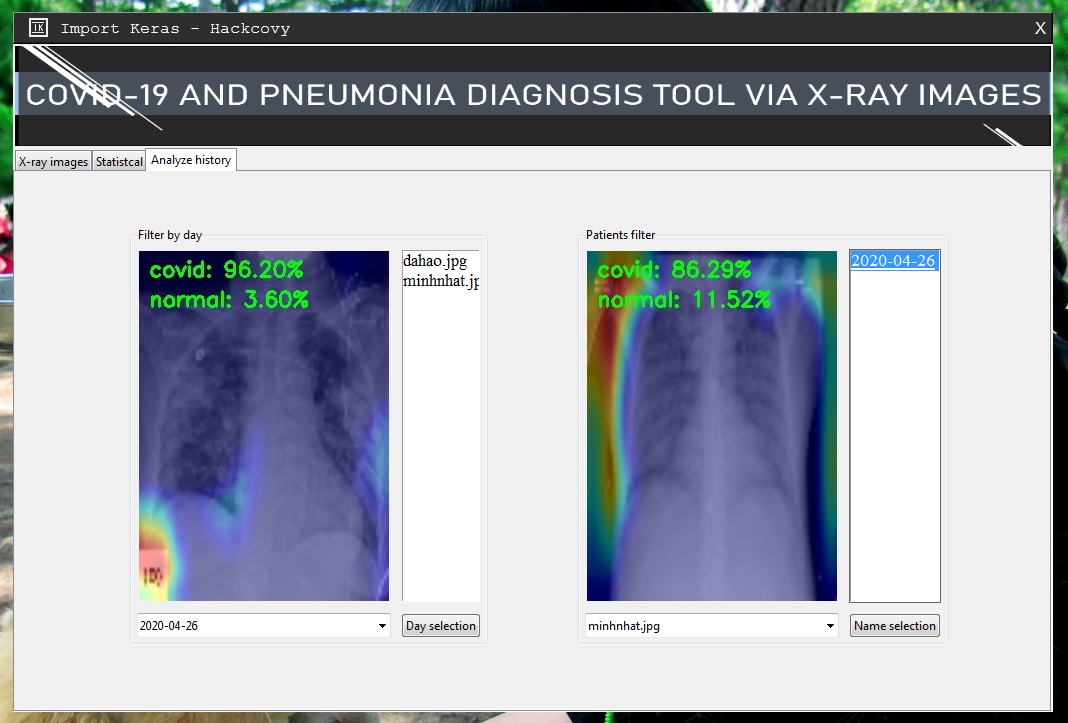 Import Keras - Hackcovy
X
COVID-19 AND PNEUMONIA DIAGNOSIS TOOL VIA X-RAY IMAGES
X-ray images Statistcal Analyze history
Filter by day
covid: 96.20%
normal: 3.60%
dahao.jpg
minhnhat.jp
2020-04-26
Day selection
Patients filter
covid: 86.29%
normal: 11.52%
2020-04-26
minhnhat.jpg
Name selection